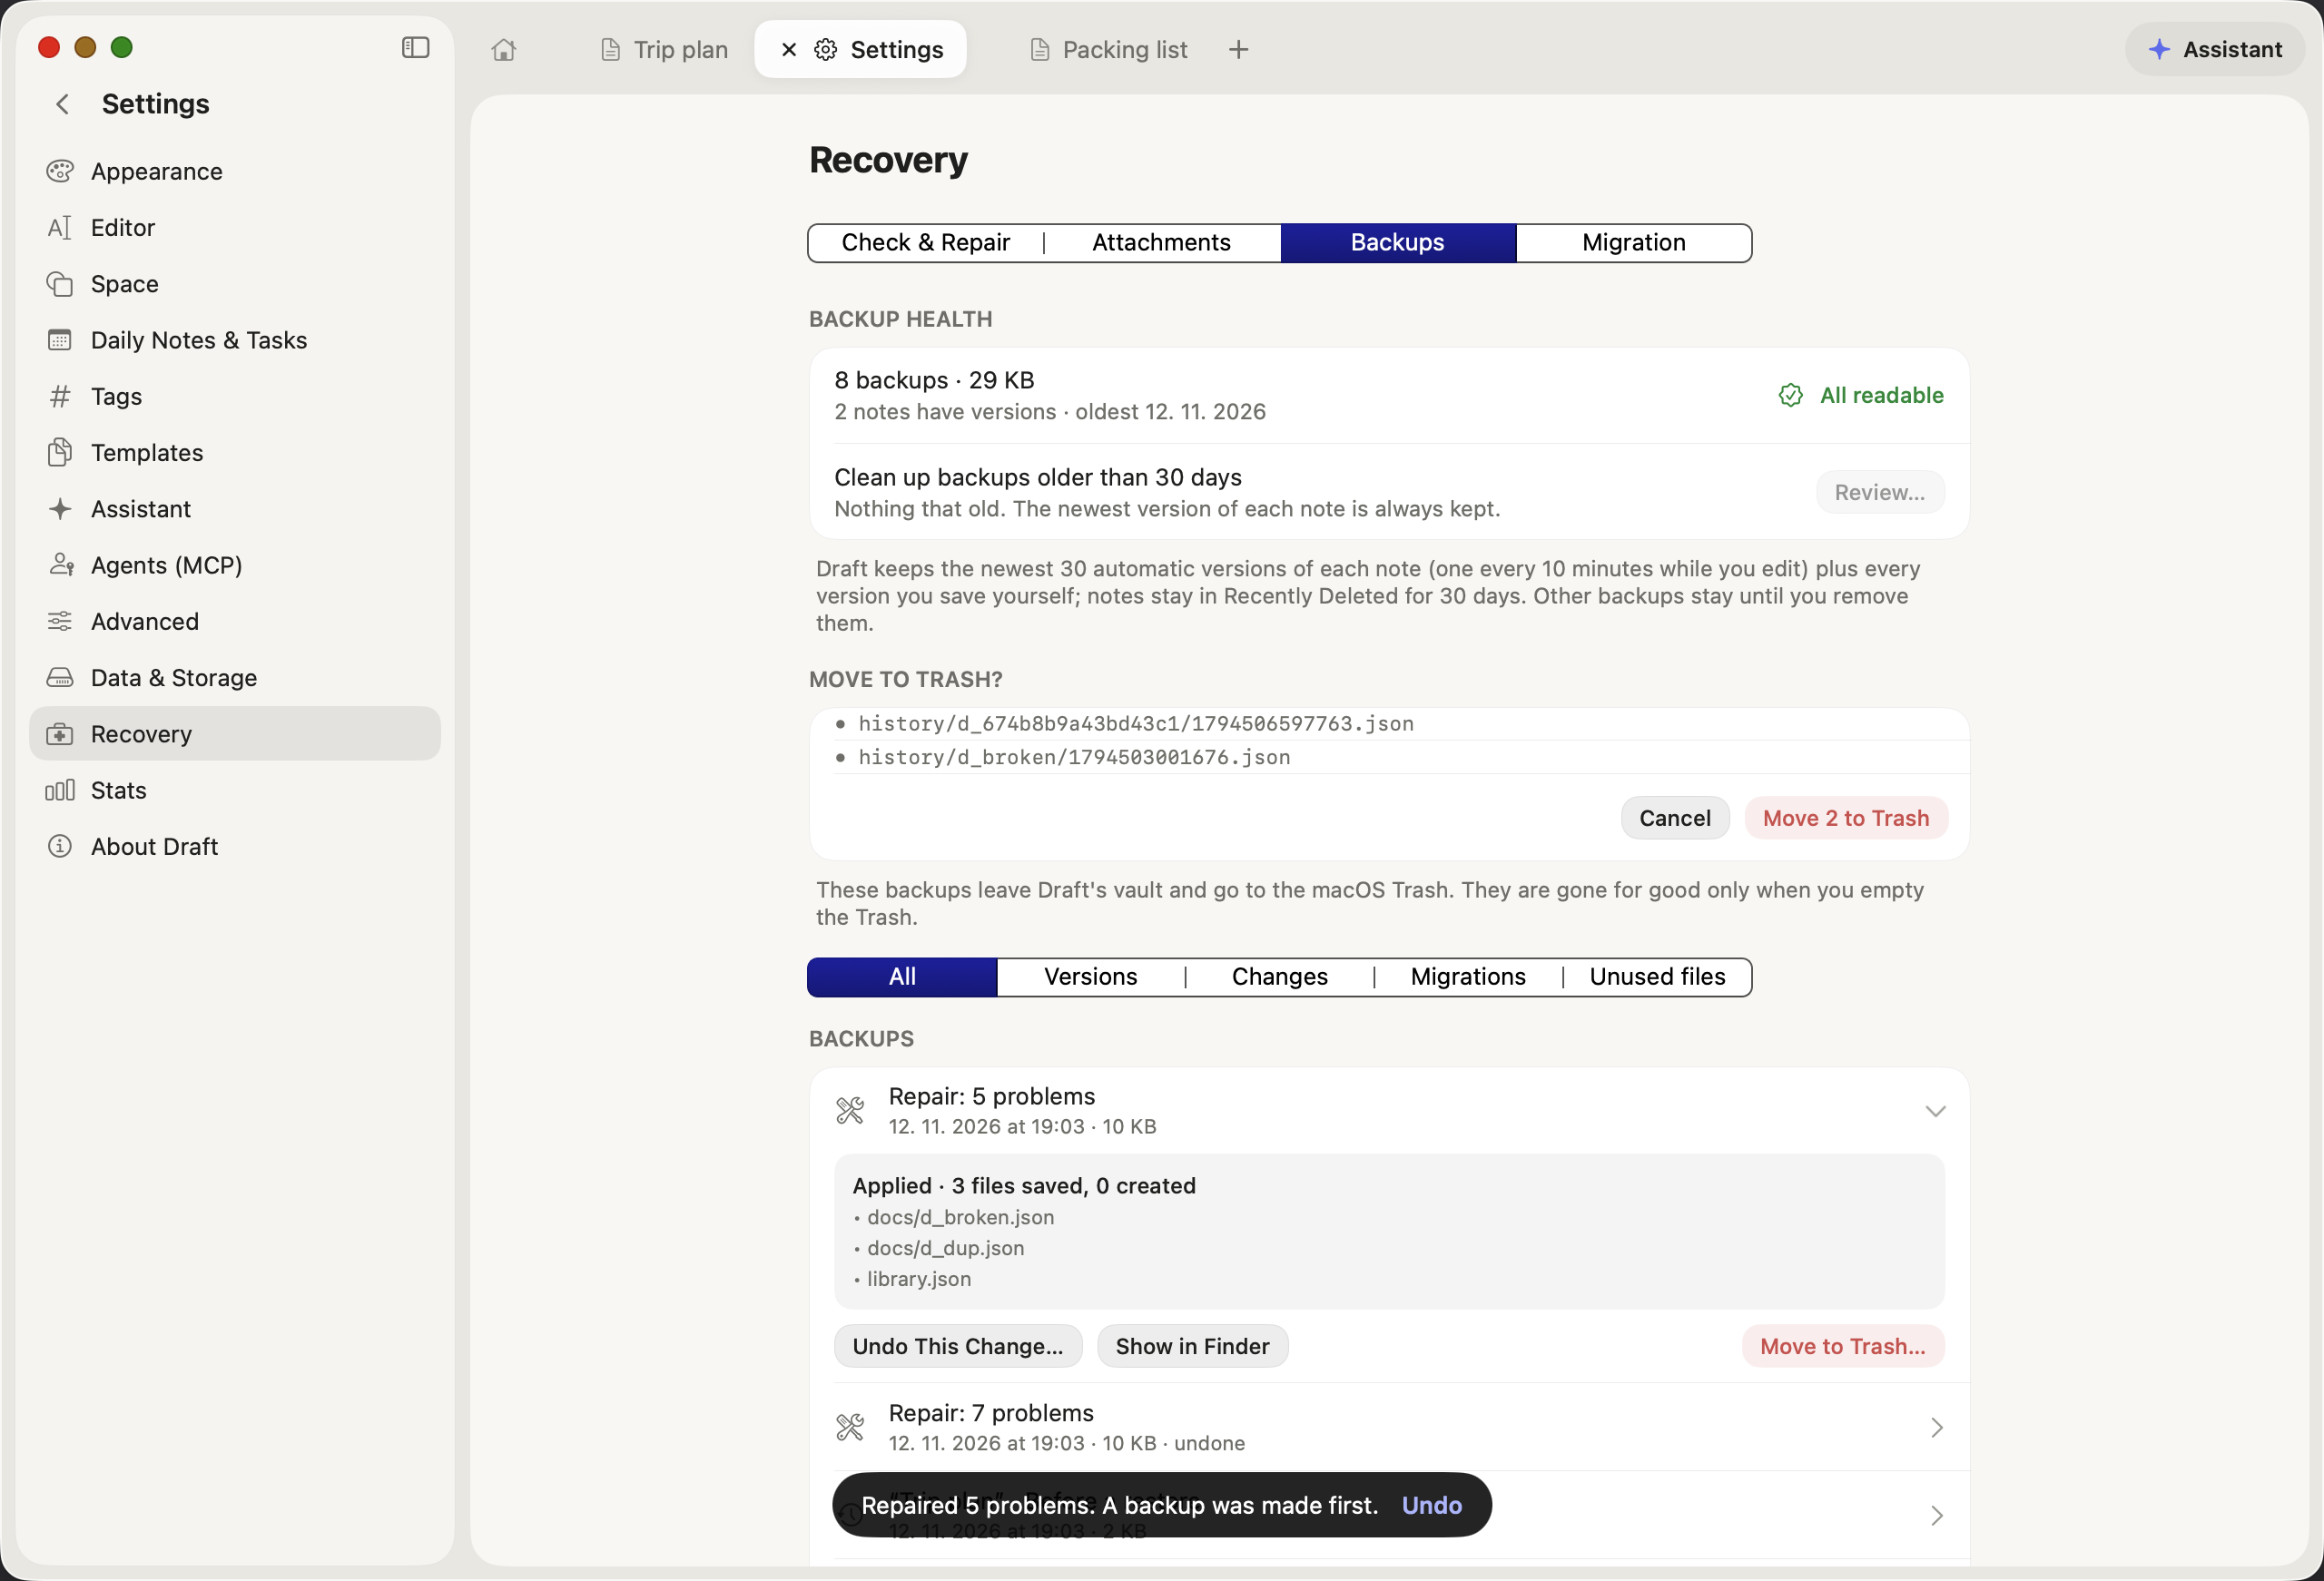 Settings
Appearance
Editor
Space
Daily Notes & Tasks
Tags
Templates
Assistant
Agents (MCP)
Advanced
Data & Storage
Recovery
Stats
About Draft
Trip plan
Settings
Packing list
Assistant
Recovery
Check & Repair
Attachments
Backups
Migration
BACKUP HEALTH
8 backups · 29 KB
2 notes have versions · oldest 12. 11. 2026
All readable
Clean up backups older than 30 days
Nothing that old. The newest version of each note is always kept.
Review...
Draft keeps the newest 30 automatic versions of each note (one every 10 minutes while you edit) plus every
version you save yourself; notes stay in Recently Deleted for 30 days. Other backups stay until you remove
them.
MOVE TO TRASH?
• history/d_674b8b9a43bd43c1/1794506597763.json
• history/d_broken/1794503001676.json
Cancel
Move 2 to Trash
These backups leave Draft's vault and go to the macOS Trash. They are gone for good only when you empty
the Trash.
All
Versions
Changes
Migrations
Unused files
BACKUPS
Repair: 5 problems
12. 11. 2026 at 19:03 · 10 KB
Applied · 3 files saved, 0 created
• docs/d_broken.json
• docs/d_dup.json
• library.json
Undo This Change...
Show in Finder
Move to Trash...
Repair: 7 problems
12. 11. 2026 at 19:03 · 10 KB · undone
Repaired 5 problems. A backup was made first.
Undo
12. 11. 2026 at 19:03 · 2 KB